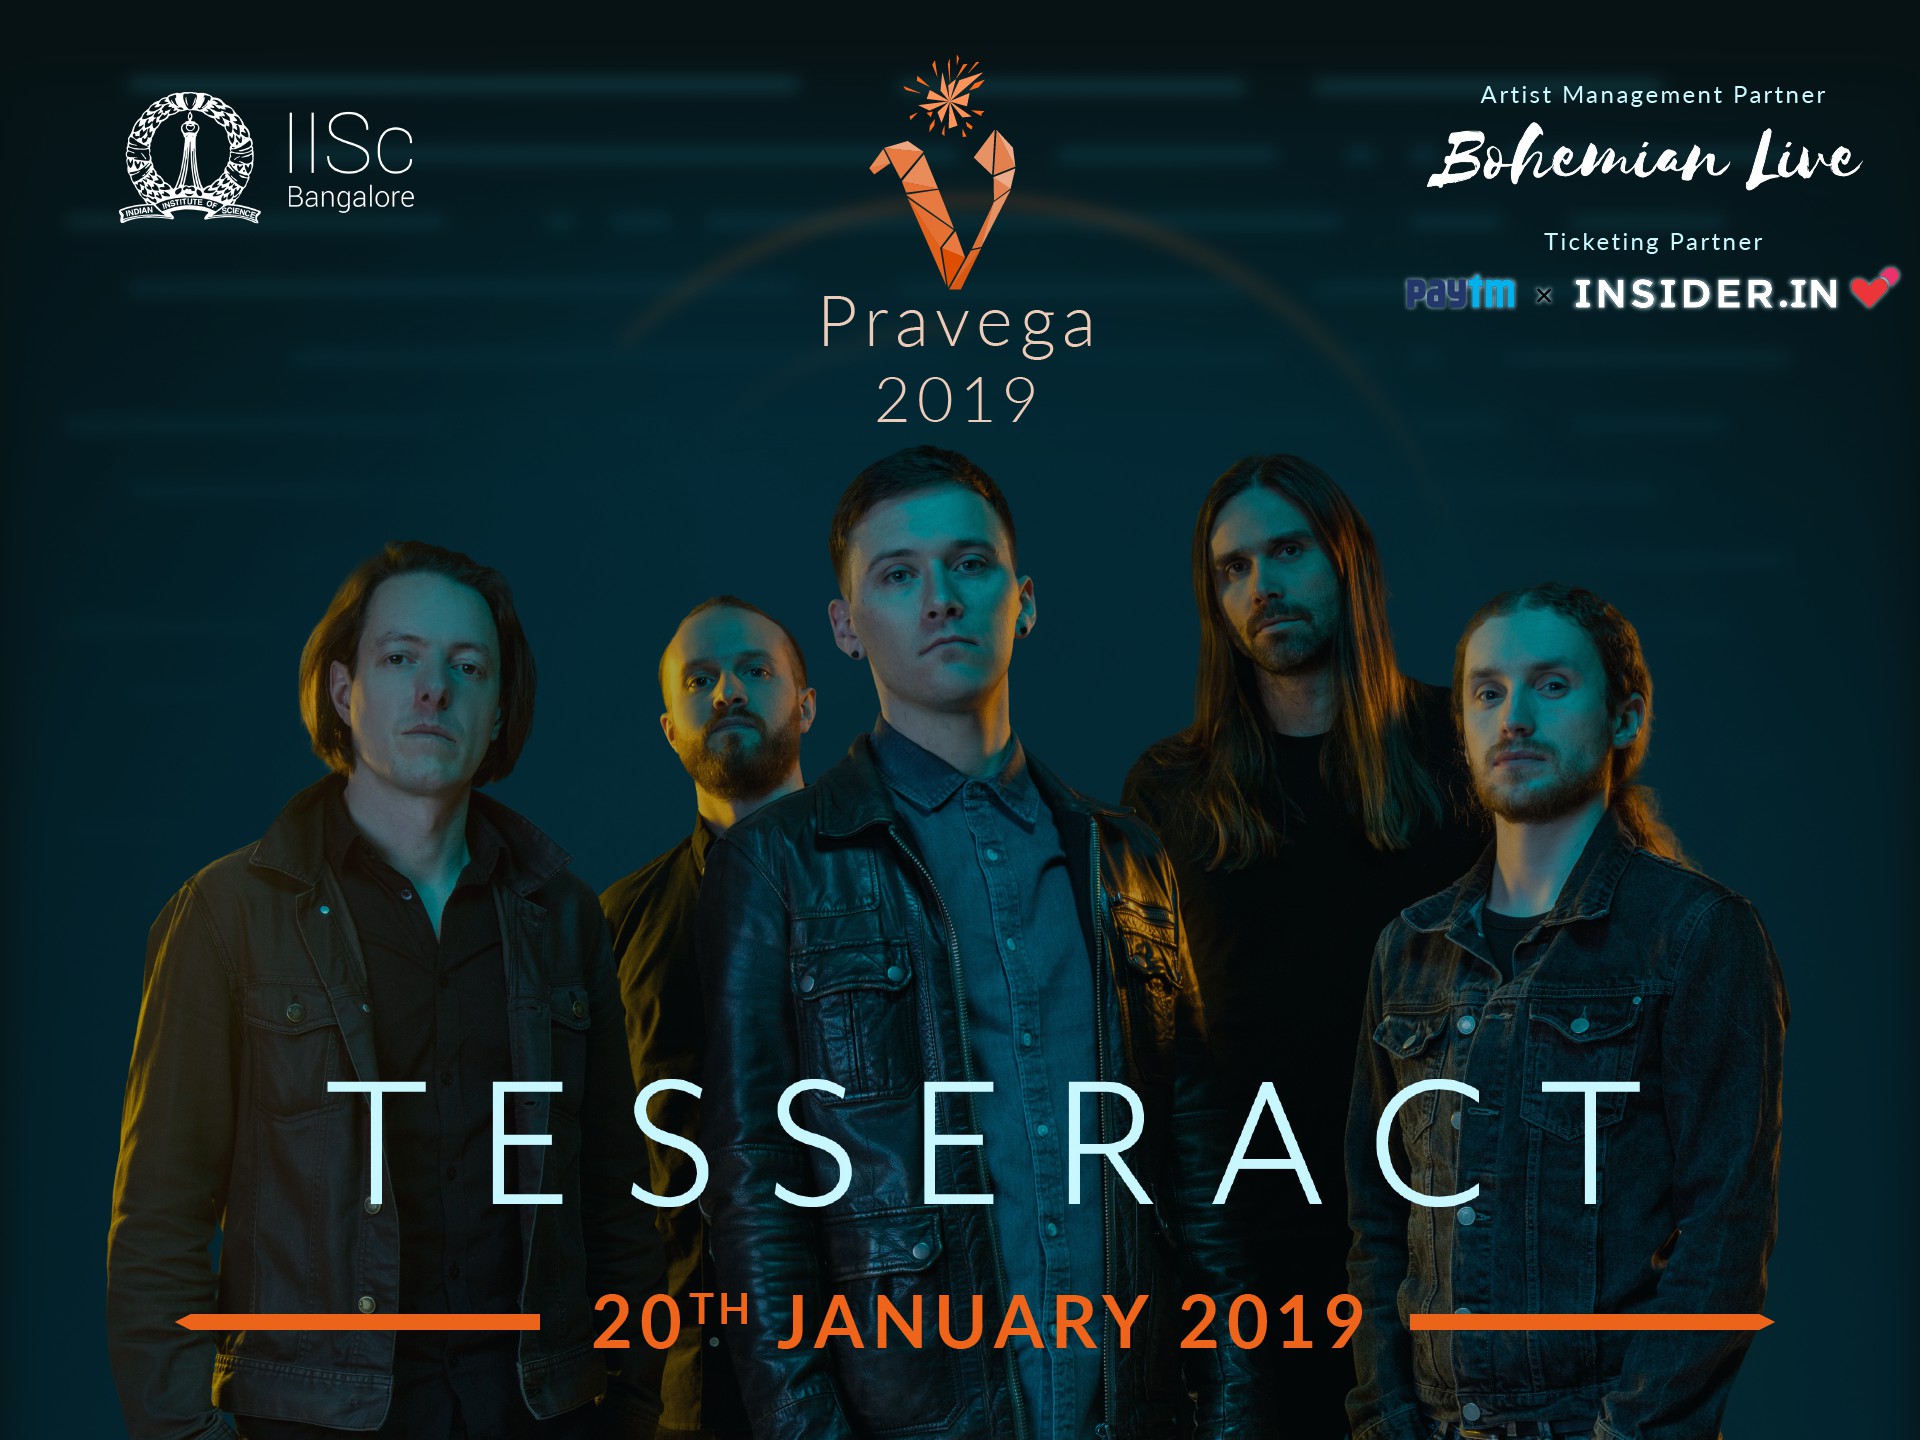 IISc
Bangalore
INDIAN INSTITUTE OF SCIENCE
Pravega
2019
Artist Management Partner
Bohemian Live
Ticketing Partner
paytm × INSIDER.IN
TESSERACT
20TH JANUARY 2019